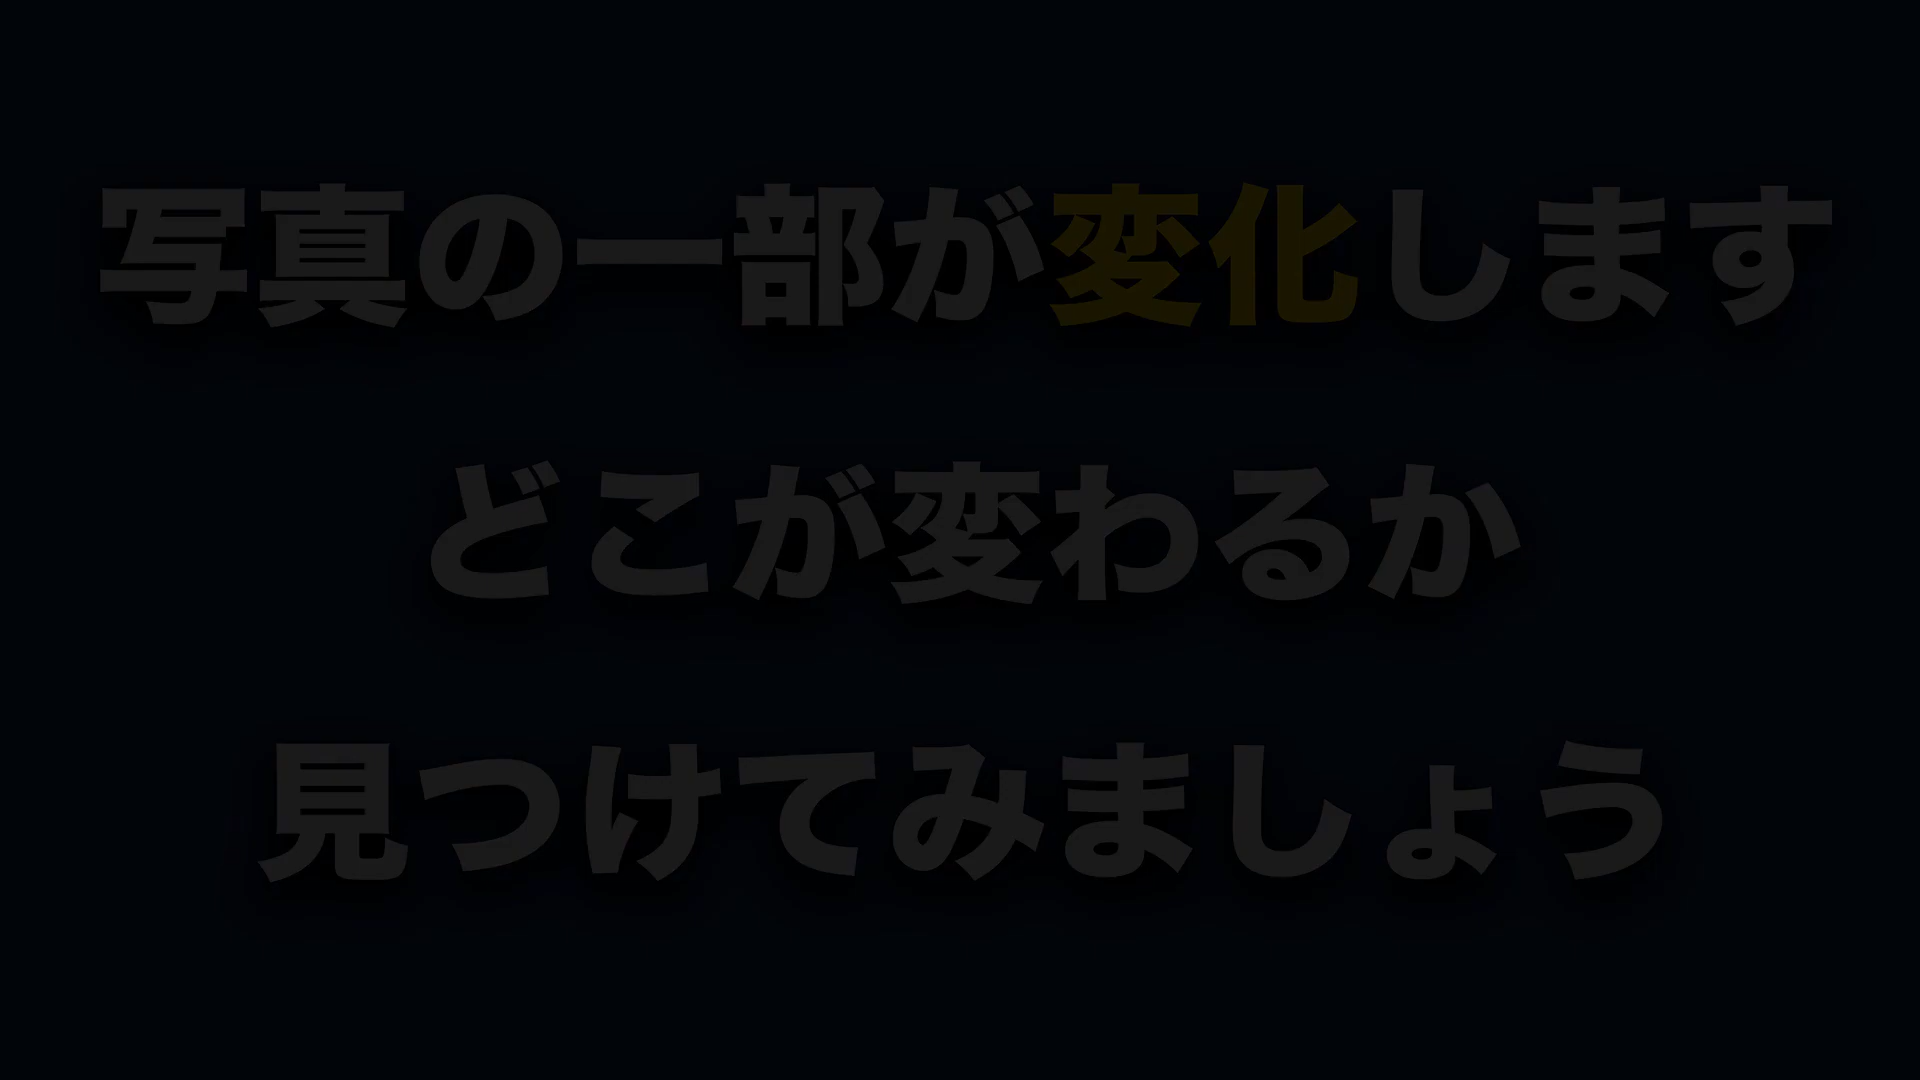 写真の一部が変化します
どこが変わるか
見つけてみましょう